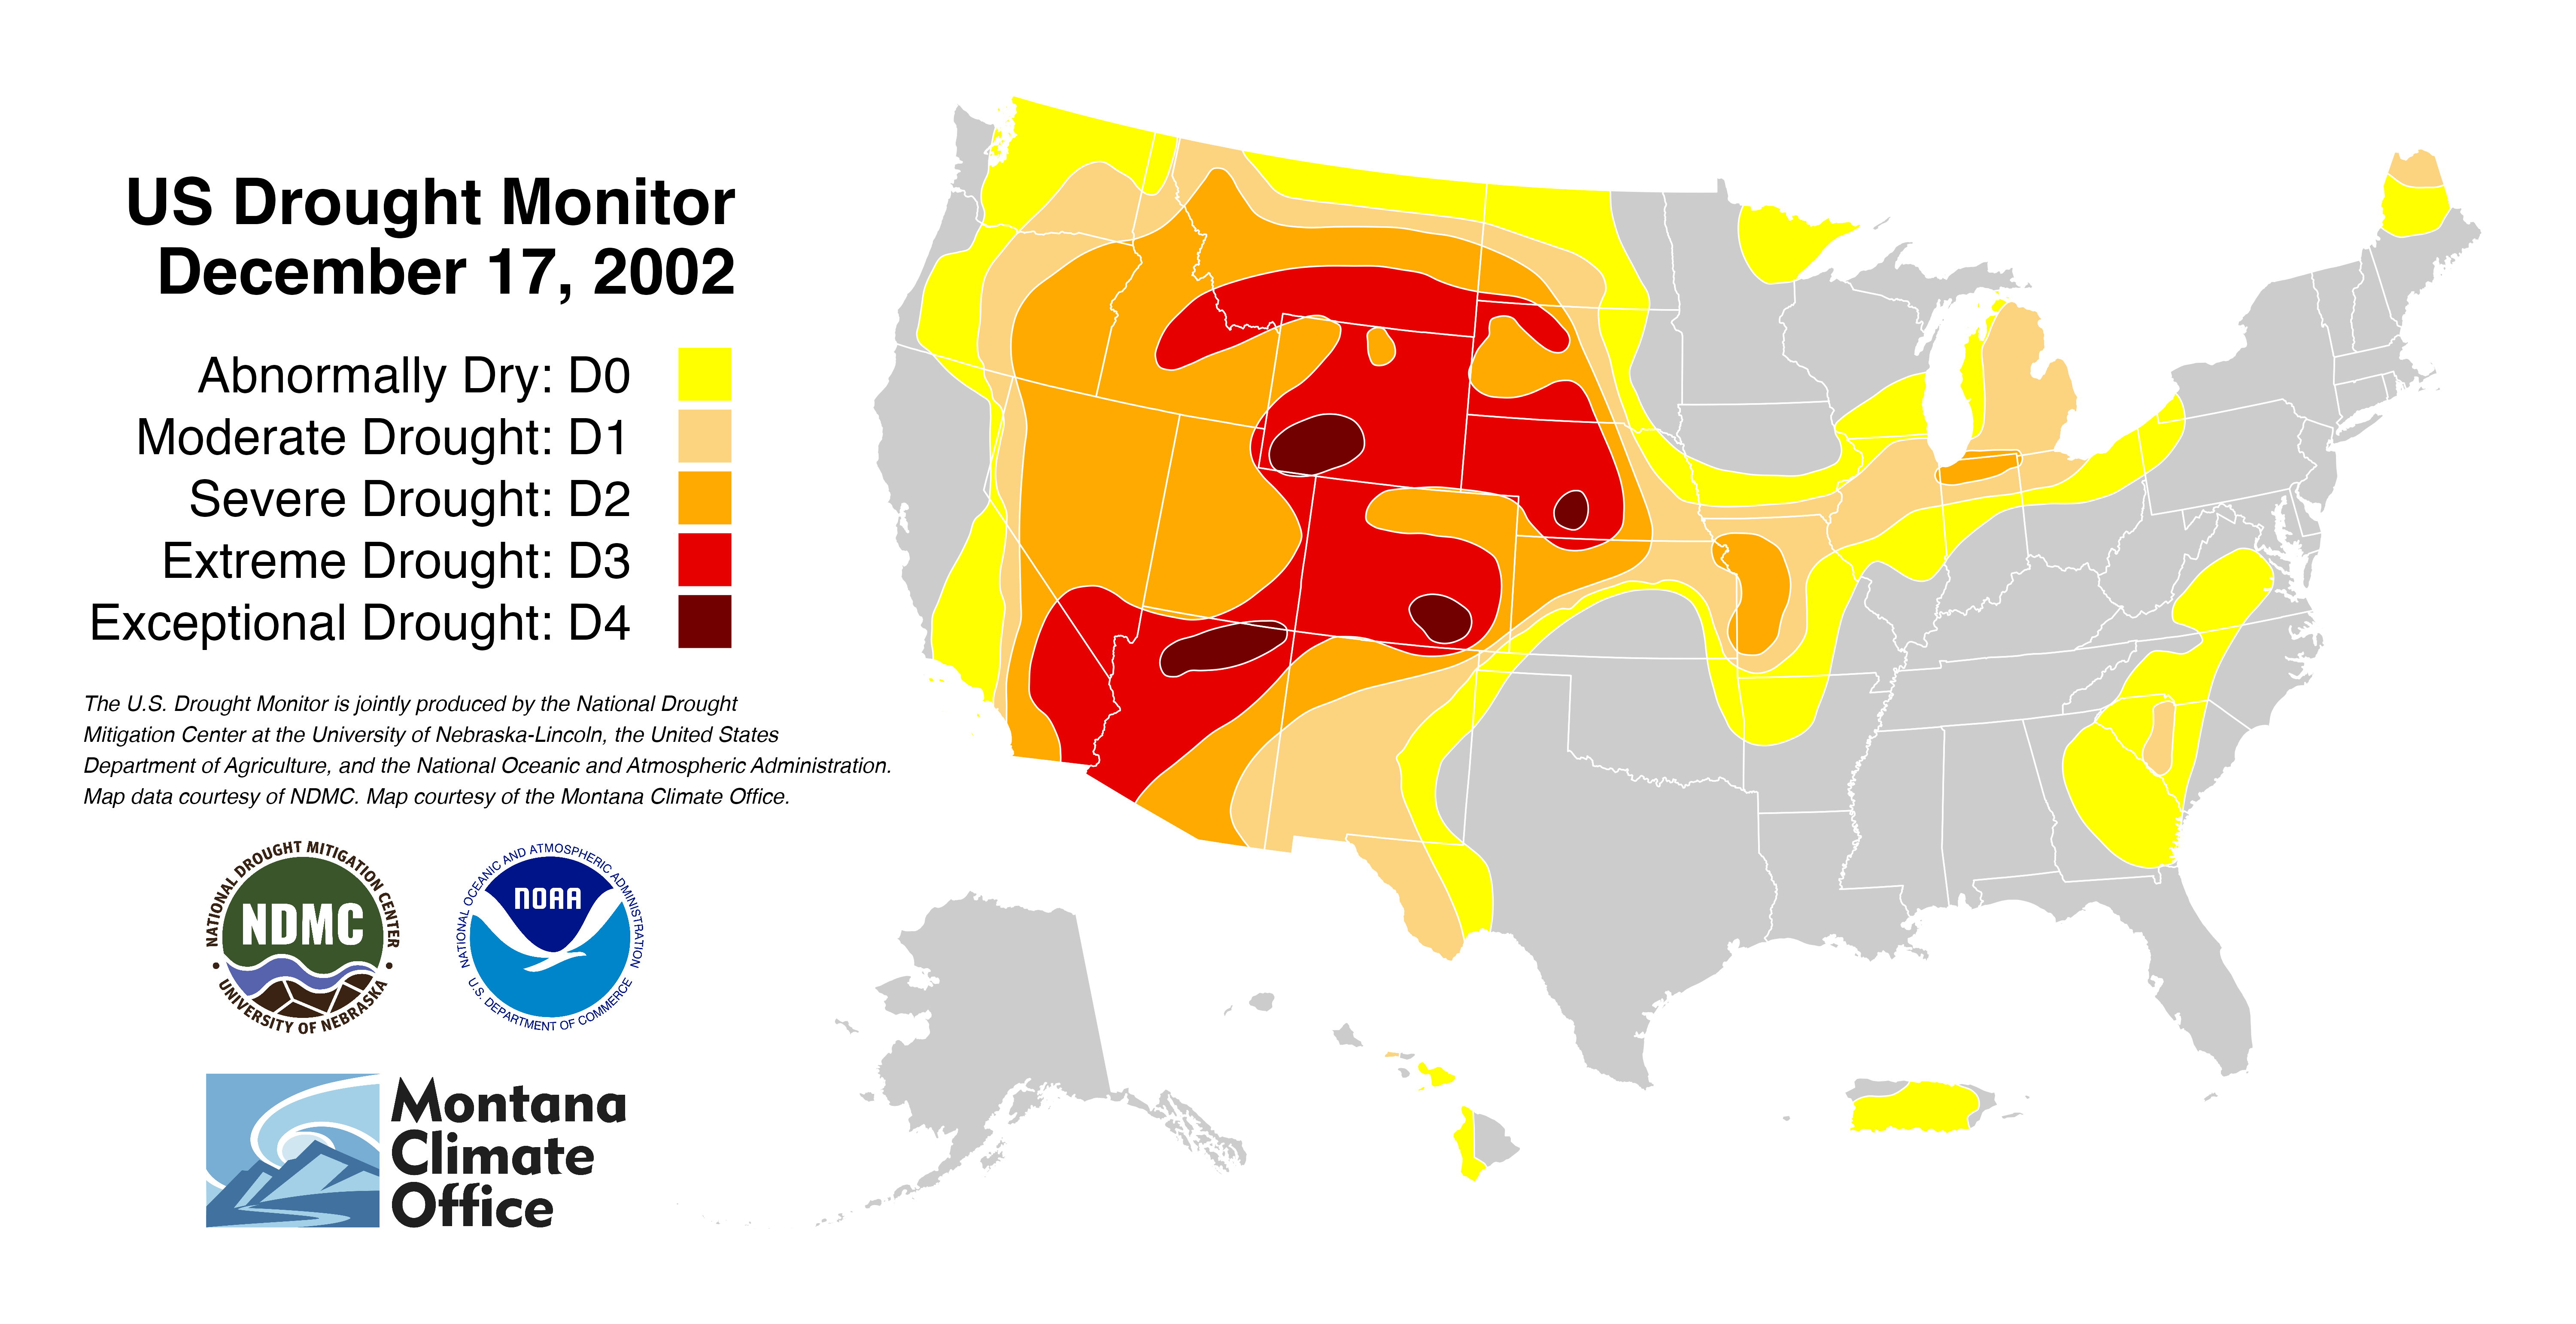 US Drought Monitor
December 17, 2002
Abnormally Dry: D0
Moderate Drought: D1
Severe Drought: D2
Extreme Drought: D3
Exceptional Drought: D4
The U.S. Drought Monitor is jointly produced by the National Drought
Mitigation Center at the University of Nebraska-Lincoln, the United States
Department of Agriculture, and the National Oceanic and Atmospheric Administration.
Map data courtesy of NDMC. Map courtesy of the Montana Climate Office.
NATIONAL DROUGHT MITIGATION CENTER
NDMC
• UNIVERSITY OF NEBRASKA •
NATIONAL OCEANIC AND ATMOSPHERIC ADMINISTRATION
NOAA
U.S. DEPARTMENT OF COMMERCE
Montana
Climate
Office